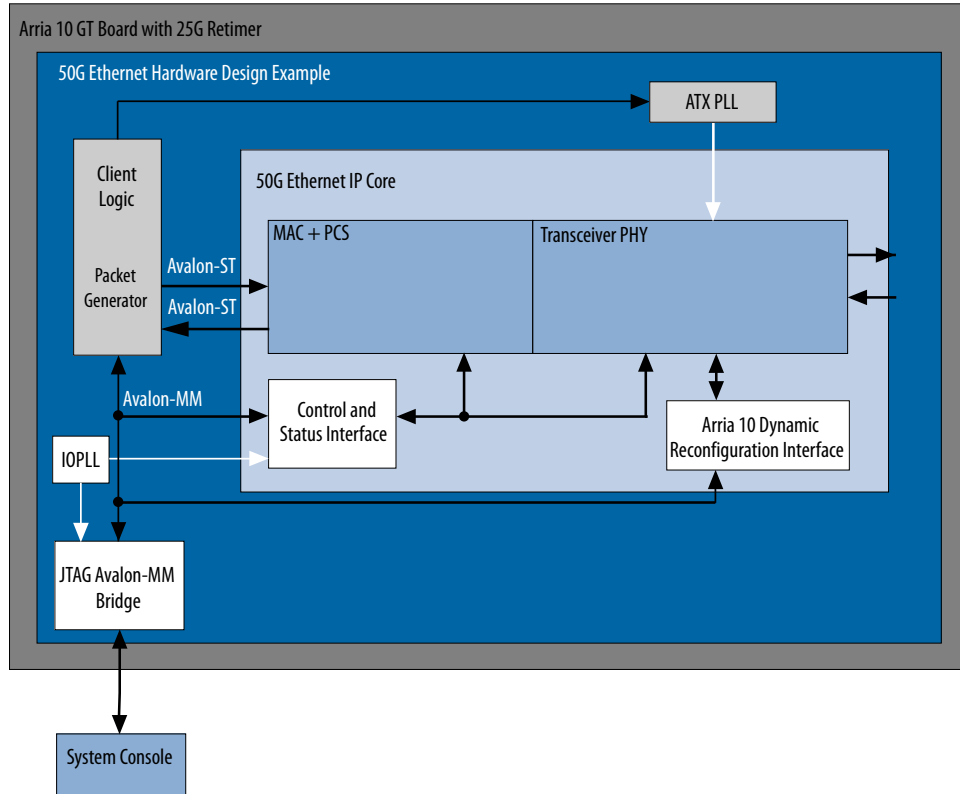 Arria 10 GT Board with 25G Retimer
50G Ethernet Hardware Design Example
ATX PLL
Client
Logic
Packet
Generator
50G Ethernet IP Core
MAC + PCS
Transceiver PHY
Avalon-ST
Avalon-ST
Avalon-MM
Control and
Status Interface
Arria 10 Dynamic
Reconfiguration Interface
IOPLL
JTAG Avalon-MM
Bridge
System Console